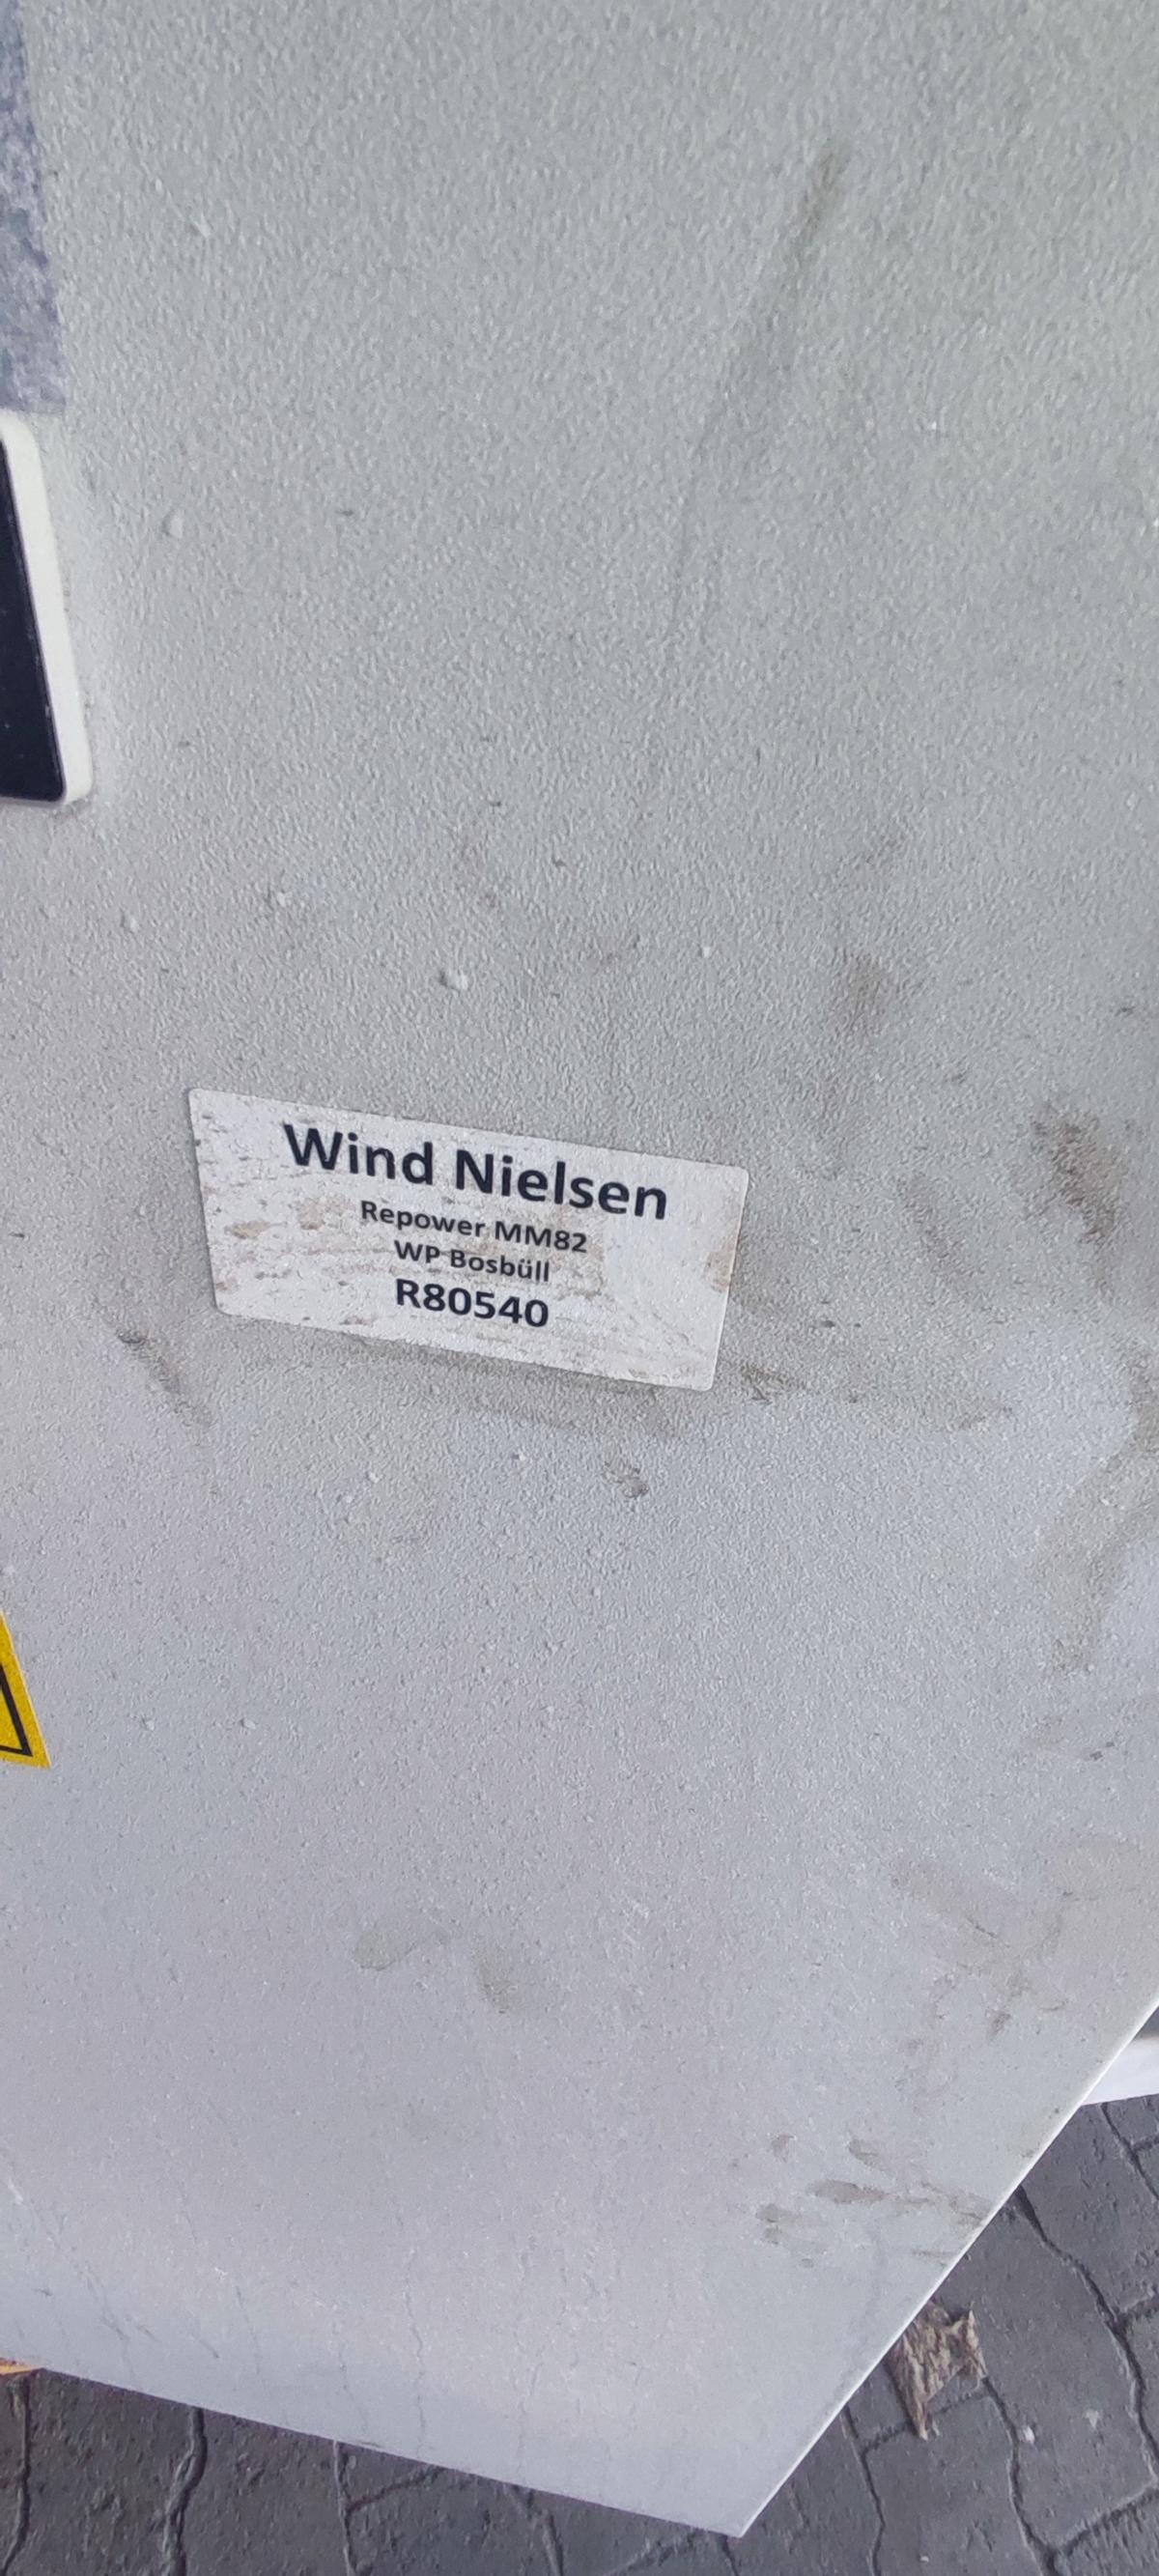 Wind Nielsen
Repower MM82
WP Bosbüll
R80540